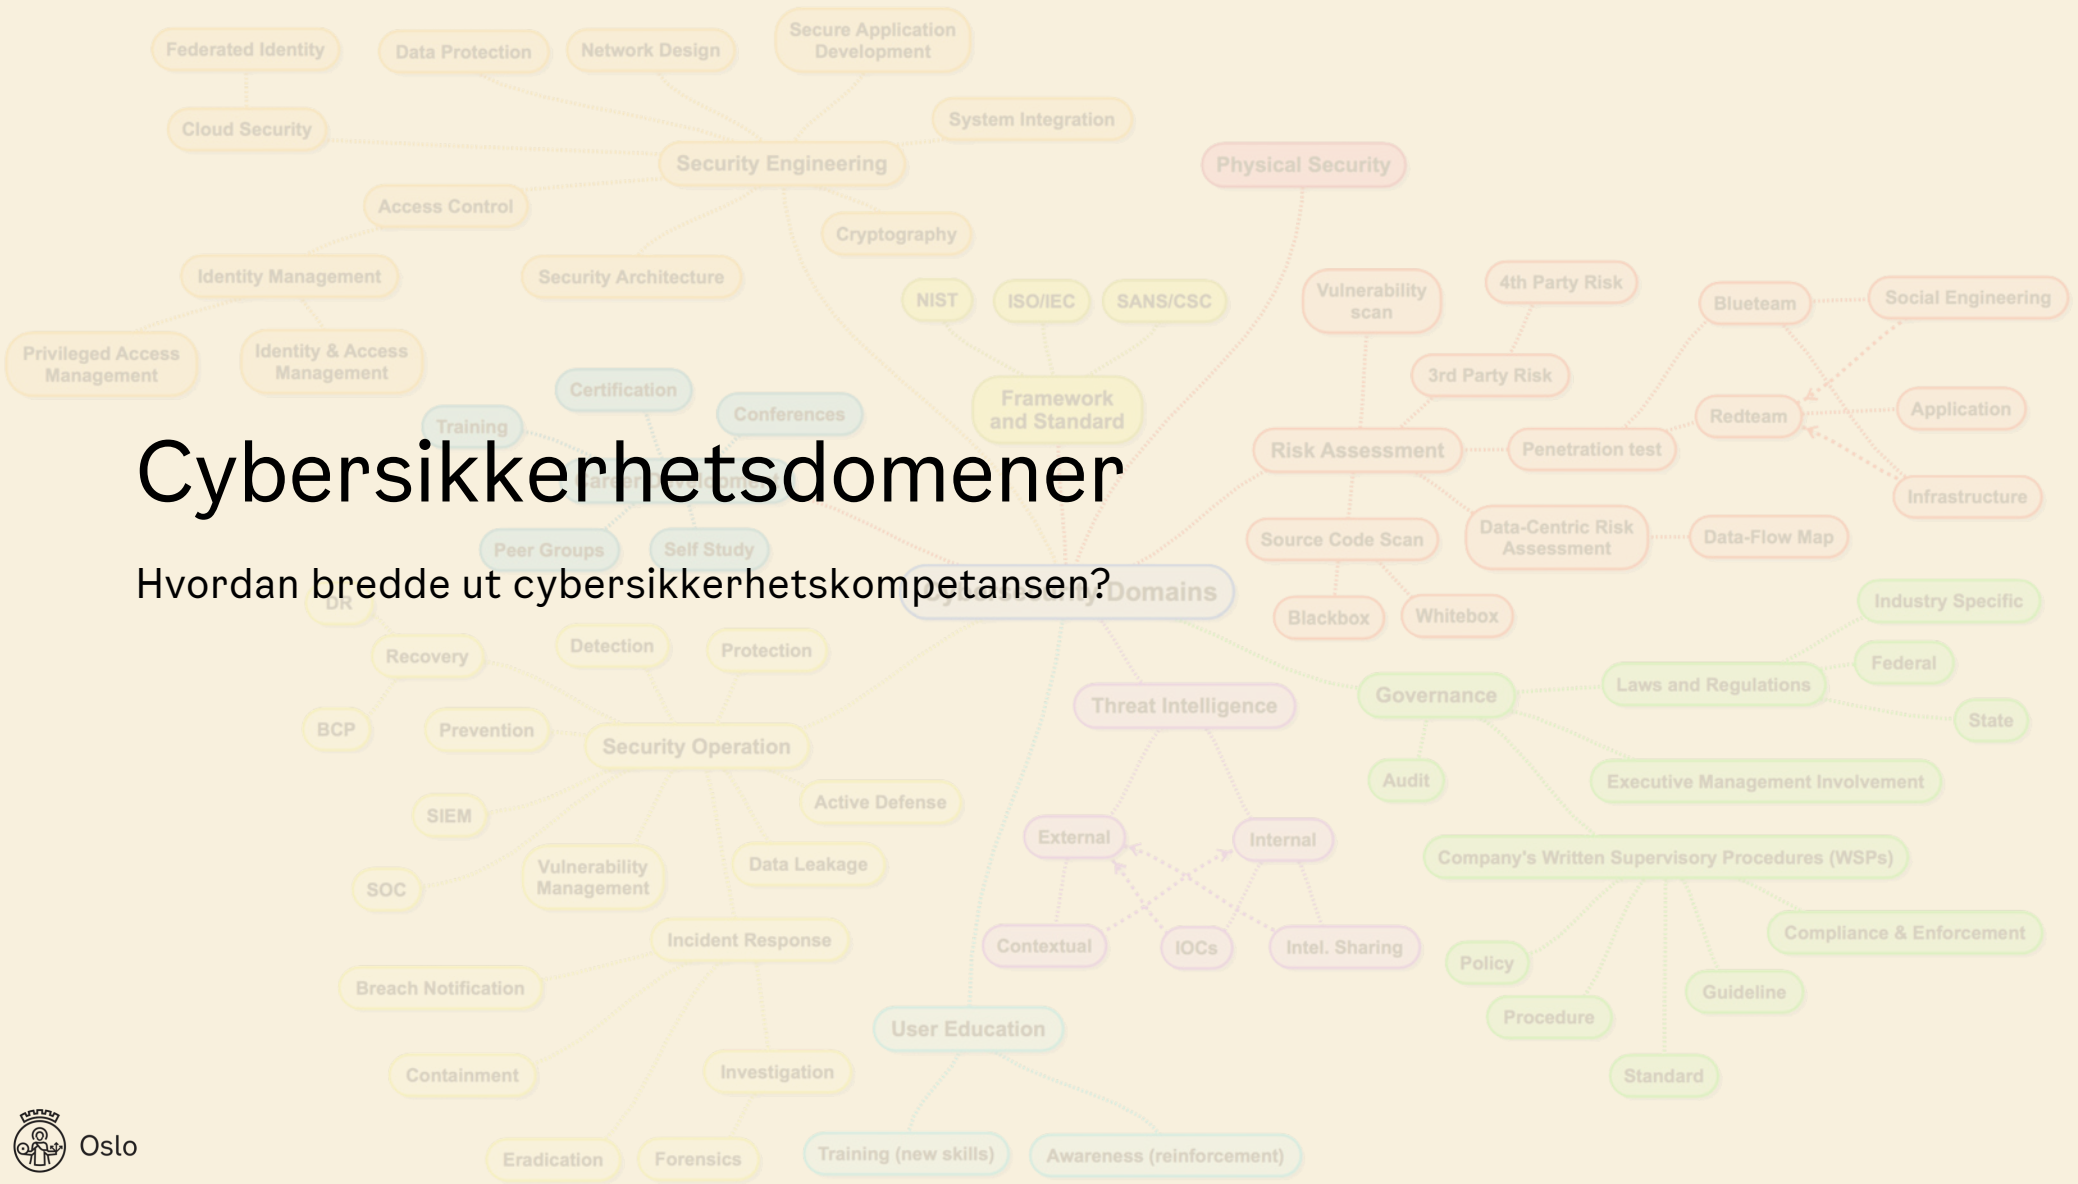 Federated Identity
Data Protection
Network Design
Secure Application
Development
Cloud Security
System Integration
Security Engineering
Physical Security
Access Control
Cryptography
Identity Management
Security Architecture
NIST
ISO/IEC
SANS/CSC
Vulnerability
scan
4th Party Risk
Blueteam
Social Engineering
Privileged Access
Management
Identity & Access
Management
Certification
Conferences
Training
Framework
and Standard
3rd Party Risk
Redteam
Application
Risk Assessment
Penetration test
Infrastructure
Cybersikkerhetsdomener
Career Development
Peer Groups
Self Study
Source Code Scan
Data-Centric Risk
Assessment
Data-Flow Map
Hvordan bredde ut cybersikkerhetskompetansen?
Cybersecurity Domains
Blackbox
Whitebox
Industry Specific
DR
Recovery
Detection
Protection
Federal
Laws and Regulations
Governance
Threat Intelligence
State
BCP
Prevention
Security Operation
Audit
Executive Management Involvement
SIEM
Active Defense
External
Internal
Company's Written Supervisory Procedures (WSPs)
SOC
Vulnerability
Management
Data Leakage
Incident Response
Contextual
IOCs
Intel. Sharing
Compliance & Enforcement
Policy
Guideline
Breach Notification
Procedure
User Education
Containment
Investigation
Standard
Eradication
Forensics
Training (new skills)
Awareness (reinforcement)
Oslo